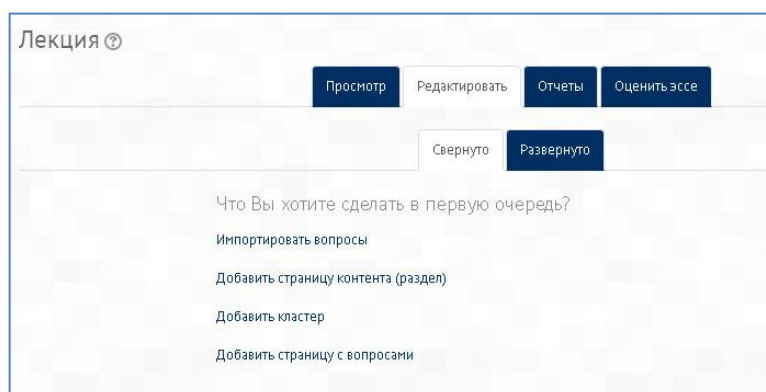 Лекция
Просмотр Редактировать Отчеты Оценить эссе
Свернуто Развернуто
Что Вы хотите сделать в первую очередь?
Импортировать вопросы
Добавить страницу контента (раздел)
Добавить кластер
Добавить страницу с вопросами